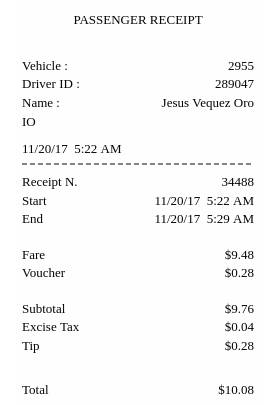 PASSENGER RECEIPT
Vehicle : 2955
Driver ID : 289047
Name : Jesus Vequez Oro
IO
11/20/17 5:22 AM
Receipt N. 34488
Start 11/20/17 5:22 AM
End 11/20/17 5:29 AM
Fare $9.48
Voucher $0.28
Subtotal $9.76
Excise Tax $0.04
Tip $0.28
Total $10.08